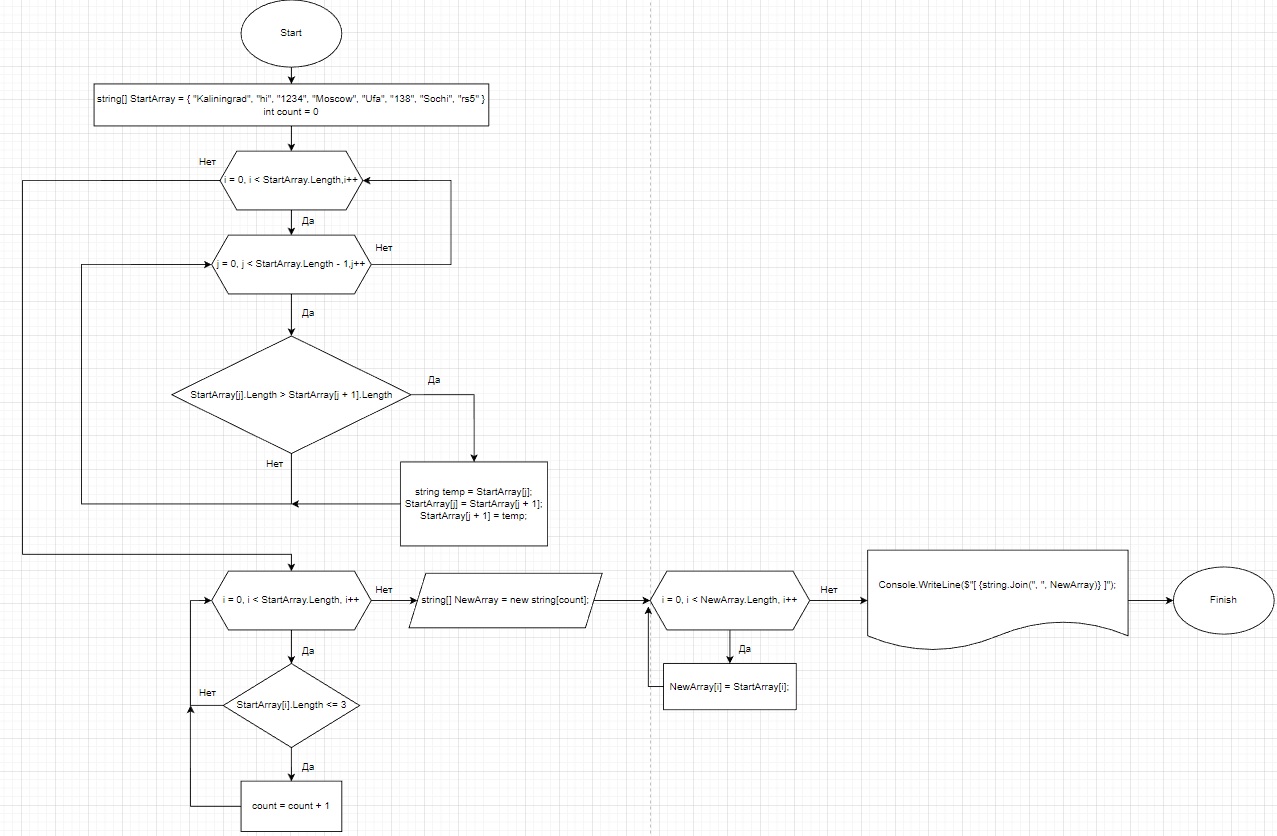 Start
string[] StartArray = { "Kaliningrad", "hi", "1234", "Moscow", "Ufa", "138", "Sochi", "rs5" }
int count = 0
Нет
i = 0, i < StartArray.Length,i++
Да
Нет
j = 0, j < StartArray.Length - 1,j++
Да
Да
StartArray[j].Length > StartArray[j + 1].Length
Нет
string temp = StartArray[j];
StartArray[j] = StartArray[j + 1];
StartArray[j + 1] = temp;
i = 0, i < StartArray.Length, i++
Нет
string[] NewArray = new string[count];
i = 0, i < NewArray.Length, i++
Нет
Console.WriteLine($"[ {string.Join(", ", NewArray)} ]");
Finish
Да
Да
NewArray[i] = StartArray[i];
Нет
StartArray[i].Length <= 3
Да
count = count + 1